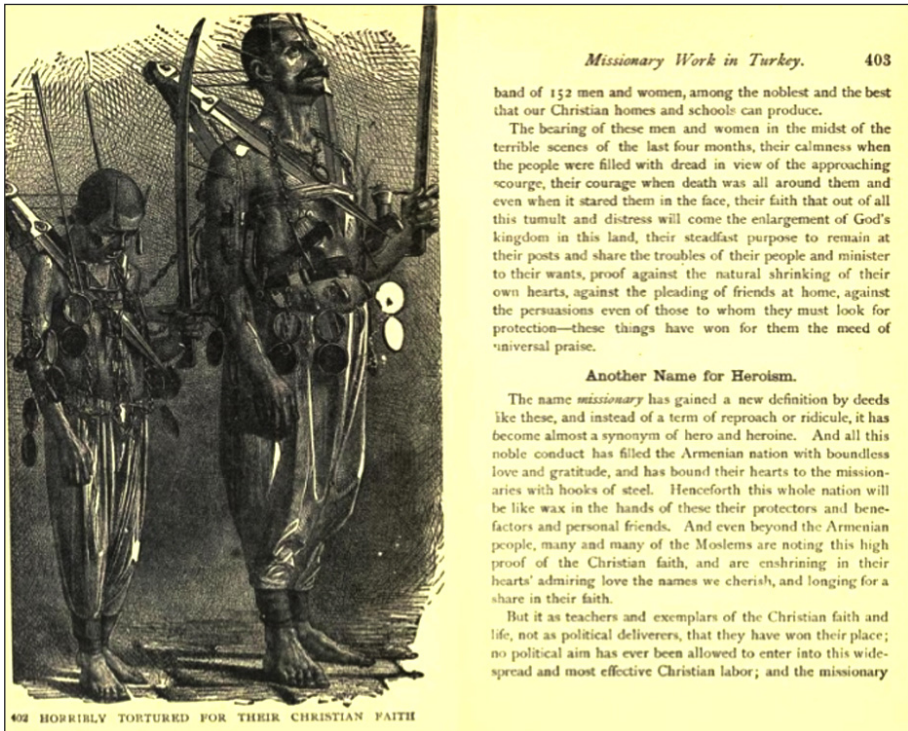 402 HORRIBLY TORTURED FOR THEIR CHRISTIAN FAITH
Missionary Work in Turkey. 403
band of 152 men and women, among the noblest and the best
that our Christian homes and schools can produce.
The bearing of these men and women in the midst of the
terrible scenes of the last four months, their calmness when
the people were filled with dread in view of the approaching
scourge, their courage when death was all around them and
even when it stared them in the face, their faith that out of all
this tumult and distress will come the enlargement of God's
kingdom in this land, their steadfast purpose to remain at
their posts and share the troubles of their people and minister
to their wants, proof against the natural shrinking of their
own hearts, against the pleading of friends at home, against
the persuasions even of those to whom they must look for
protection—these things have won for them the meed of
universal praise.
Another Name for Heroism.
The name missionary has gained a new definition by deeds
like these, and instead of a term of reproach or ridicule, it has
become almost a synonym of hero and heroine. And all this
noble conduct has filled the Armenian nation with boundless
love and gratitude, and has bound their hearts to the mission-
aries with hooks of steel. Henceforth this whole nation will
be like wax in the hands of these their protectors and bene-
factors and personal friends. And even beyond the Armenian
people, many and many of the Moslems are noting this high
proof of the Christian faith, and are enshrining in their
hearts' admiring love the names we cherish, and longing for a
share in their faith.
But it as teachers and exemplars of the Christian faith and
life, not as political deliverers, that they have won their place;
no political aim has ever been allowed to enter into this wide-
spread and most effective Christian labor; and the missionary